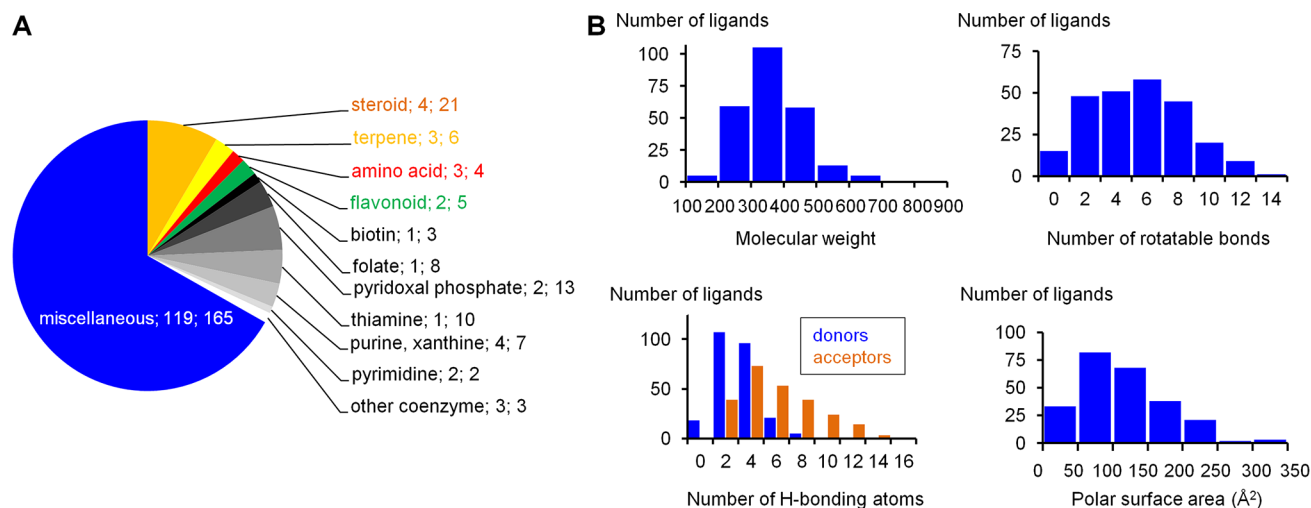 A
steroid; 4; 21
terpene; 3; 6
amino acid; 3; 4
flavonoid; 2; 5
biotin; 1; 3
folate; 1; 8
pyridoxal phosphate; 2; 13
thiamine; 1; 10
purine, xanthine; 4; 7
pyrimidine; 2; 2
other coenzyme; 3; 3
miscellaneous; 119; 165
B
Number of ligands
100
75
50
25
0
100 200 300 400 500 600 700 800 900
Molecular weight
Number of ligands
75
50
25
0
0 2 4 6 8 10 12 14
Number of rotatable bonds
Number of ligands
100
50
0
donors
acceptors
0 2 4 6 8 10 12 14 16
Number of H-bonding atoms
Number of ligands
100
75
50
25
0
0 50 100 150 200 250 300 350
Polar surface area (Å²)